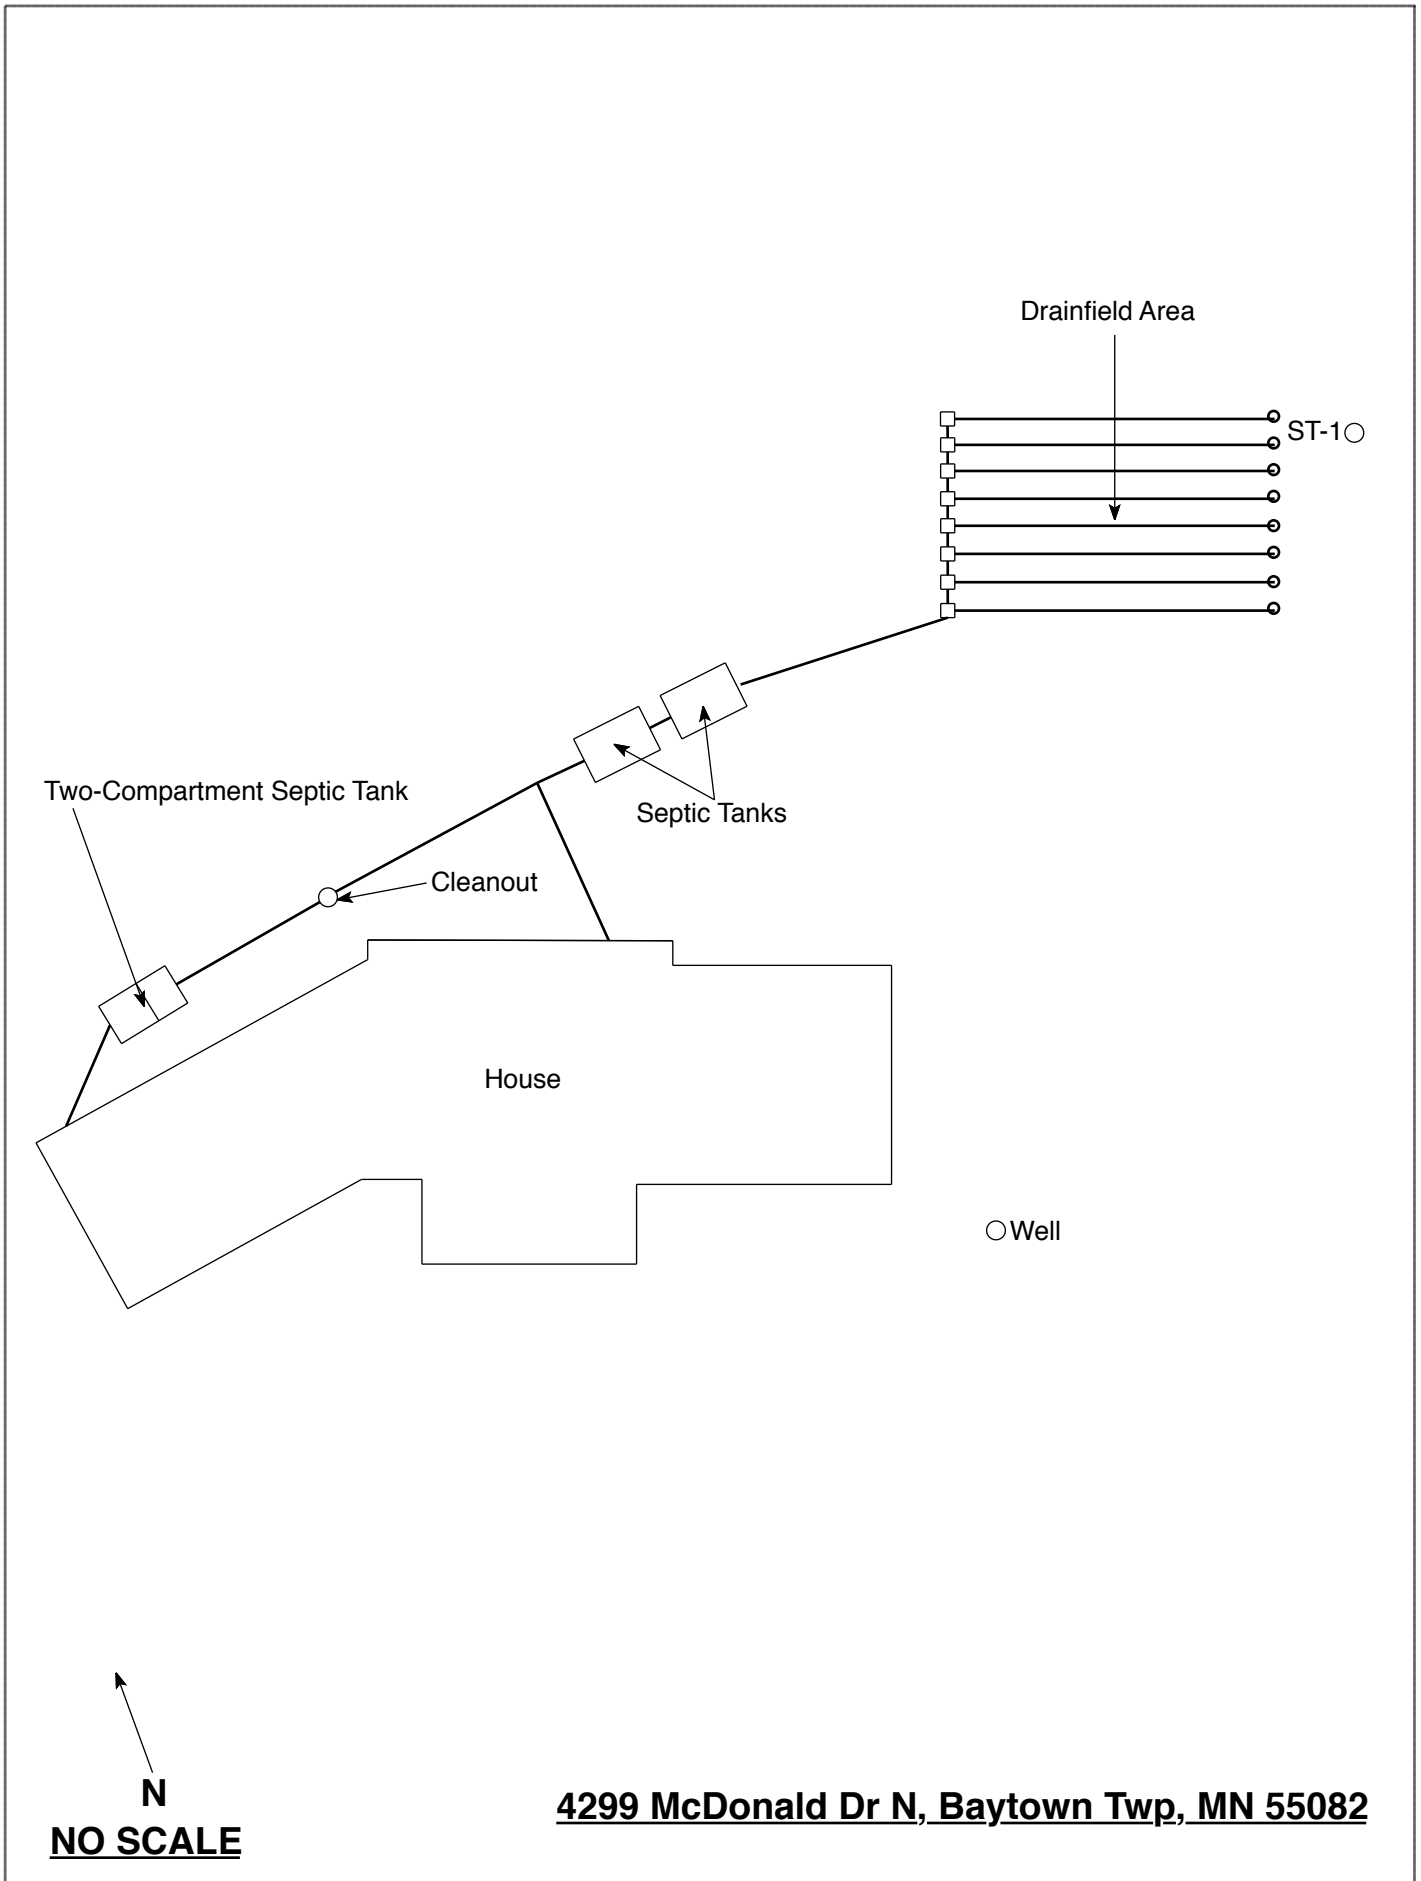 Drainfield Area
ST-1
Two-Compartment Septic Tank
Septic Tanks
Cleanout
House
Well
N
NO SCALE
4299 McDonald Dr N, Baytown Twp, MN 55082